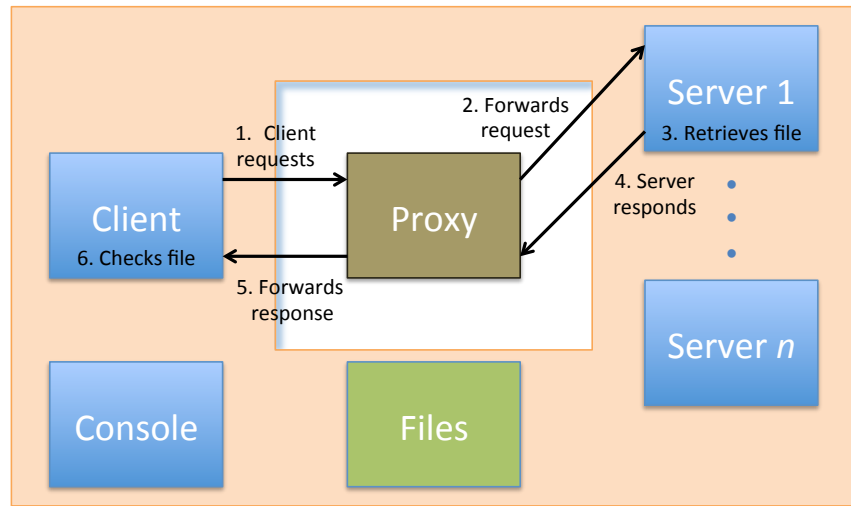 Server 1
3. Retrieves file
2. Forwards
request
1. Client
requests
4. Server
responds
Client
6. Checks file
Proxy
5. Forwards
response
Server n
Console
Files